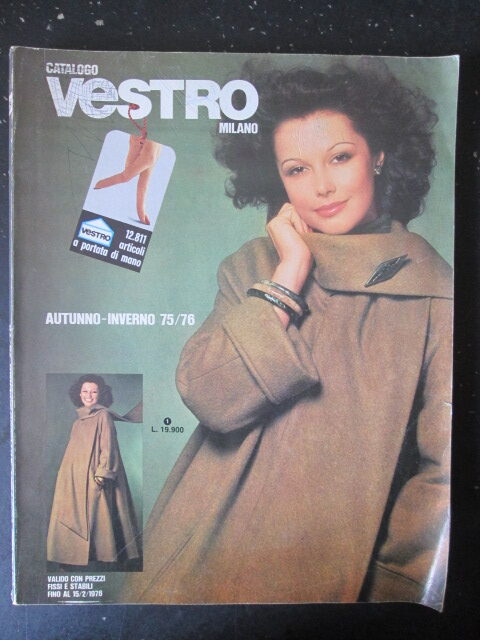 CATALOGO
VeSTRO
MILANO
VeSTRO
12.811
articoli
a portata di mano
AUTUNNO-INVERNO 75/76
1
L. 19.900
VALIDO CON PREZZI
FISSI E STABILI
FINO AL 15/2/1976